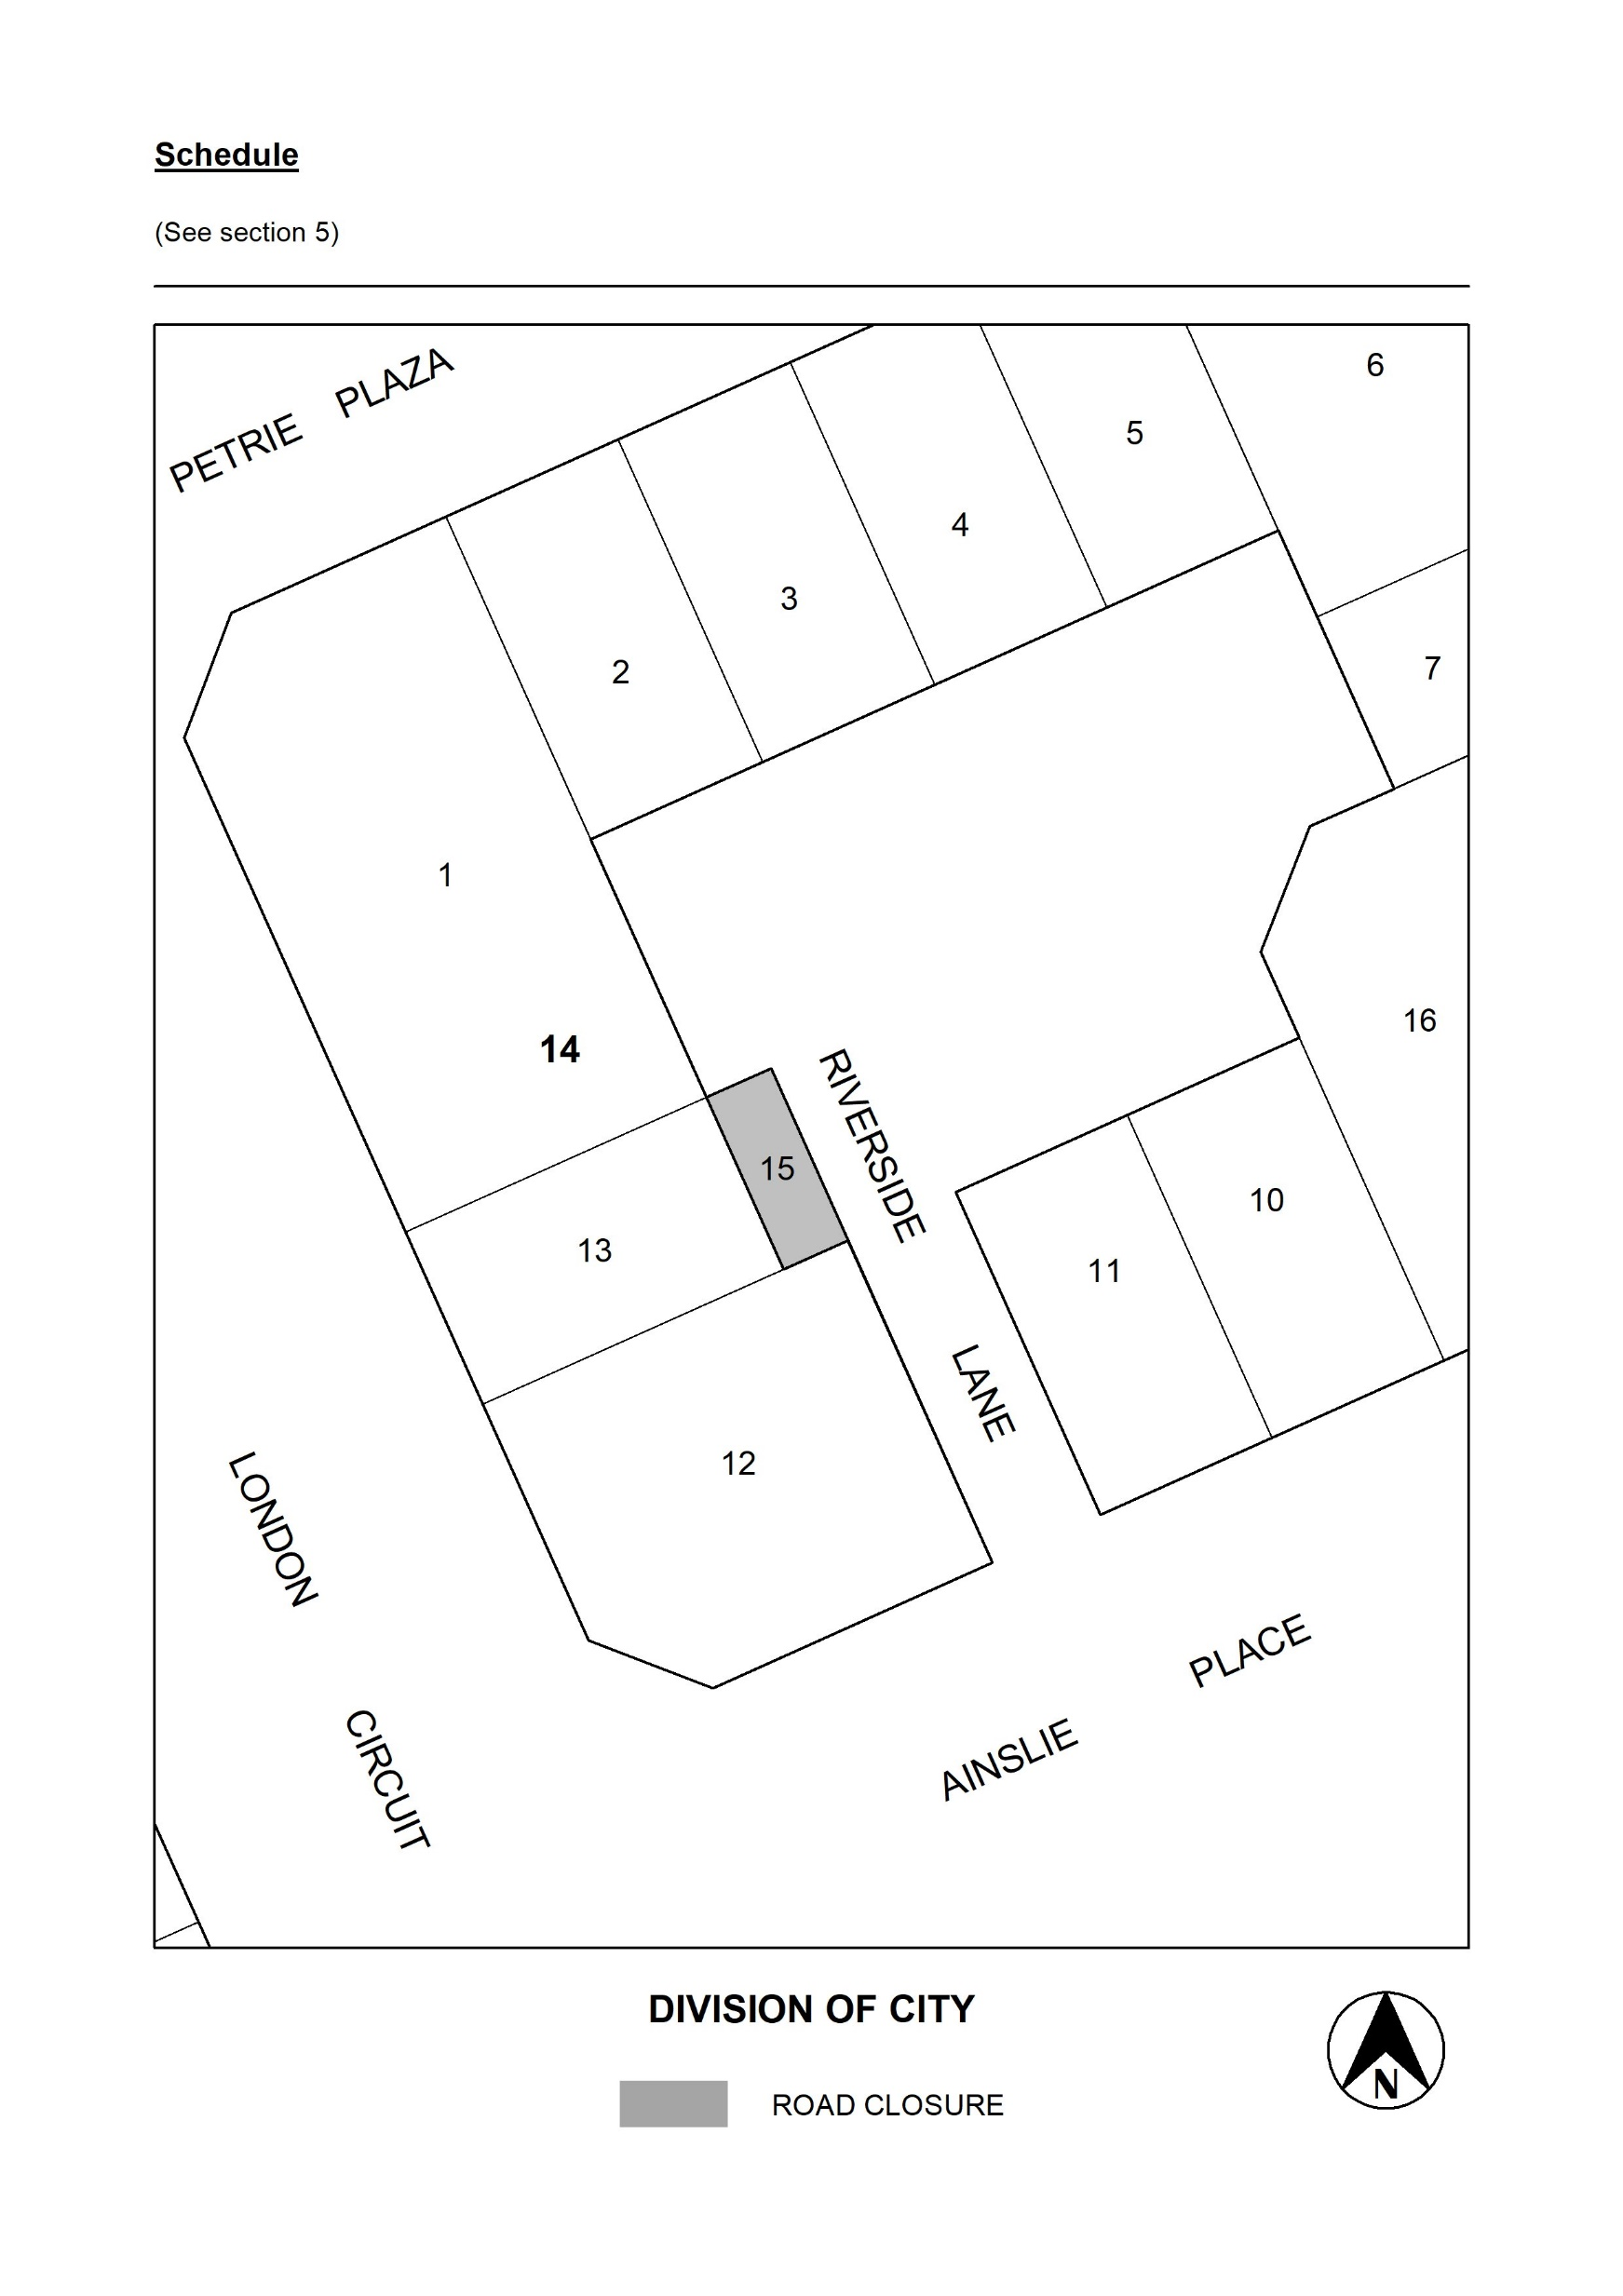 Schedule
(See section 5)
PETRIE PLAZA
6
5
4
3
2
7
1
16
14
RIVERSIDE
15
10
13
11
LANE
12
LONDON
PLACE
AINSLIE
CIRCUIT
DIVISION OF CITY
N
ROAD CLOSURE